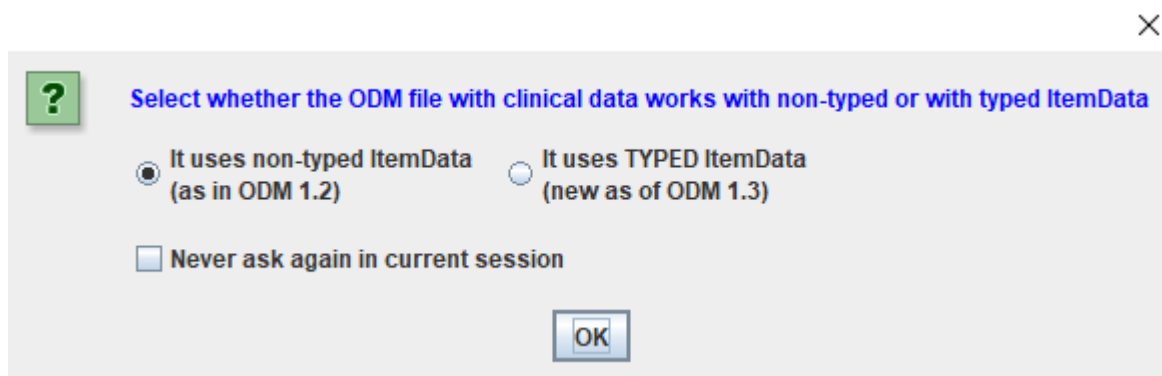 Select whether the ODM file with clinical data works with non-typed or with typed ItemData
It uses non-typed ItemData
(as in ODM 1.2)
It uses TYPED ItemData
(new as of ODM 1.3)
Never ask again in current session
OK